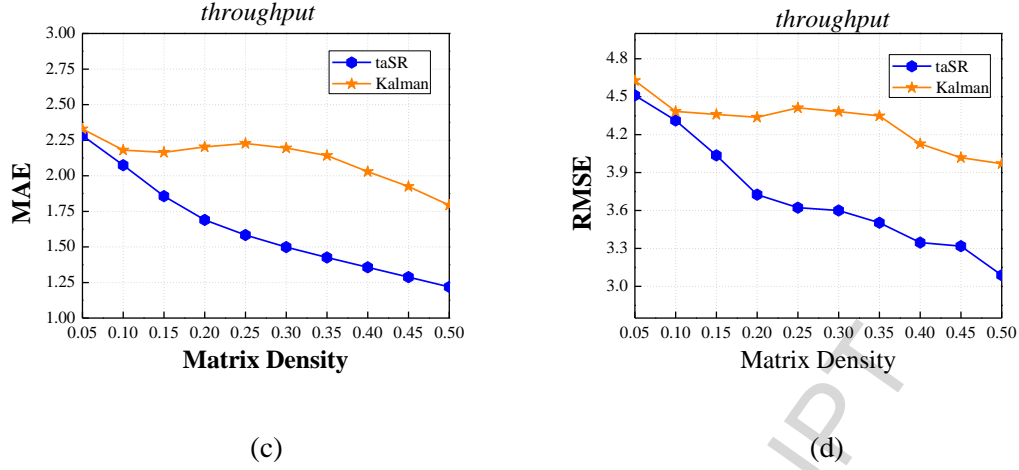 throughput
3.00
2.75
2.50
2.25
2.00
1.75
1.50
1.25
1.00
MAE
taSR
Kalman
0.05 0.10 0.15 0.20 0.25 0.30 0.35 0.40 0.45 0.50
Matrix Density
(c)
throughput
4.8
4.5
4.2
3.9
3.6
3.3
3.0
RMSE
taSR
Kalman
0.05 0.10 0.15 0.20 0.25 0.30 0.35 0.40 0.45 0.50
Matrix Density
(d)
IPT